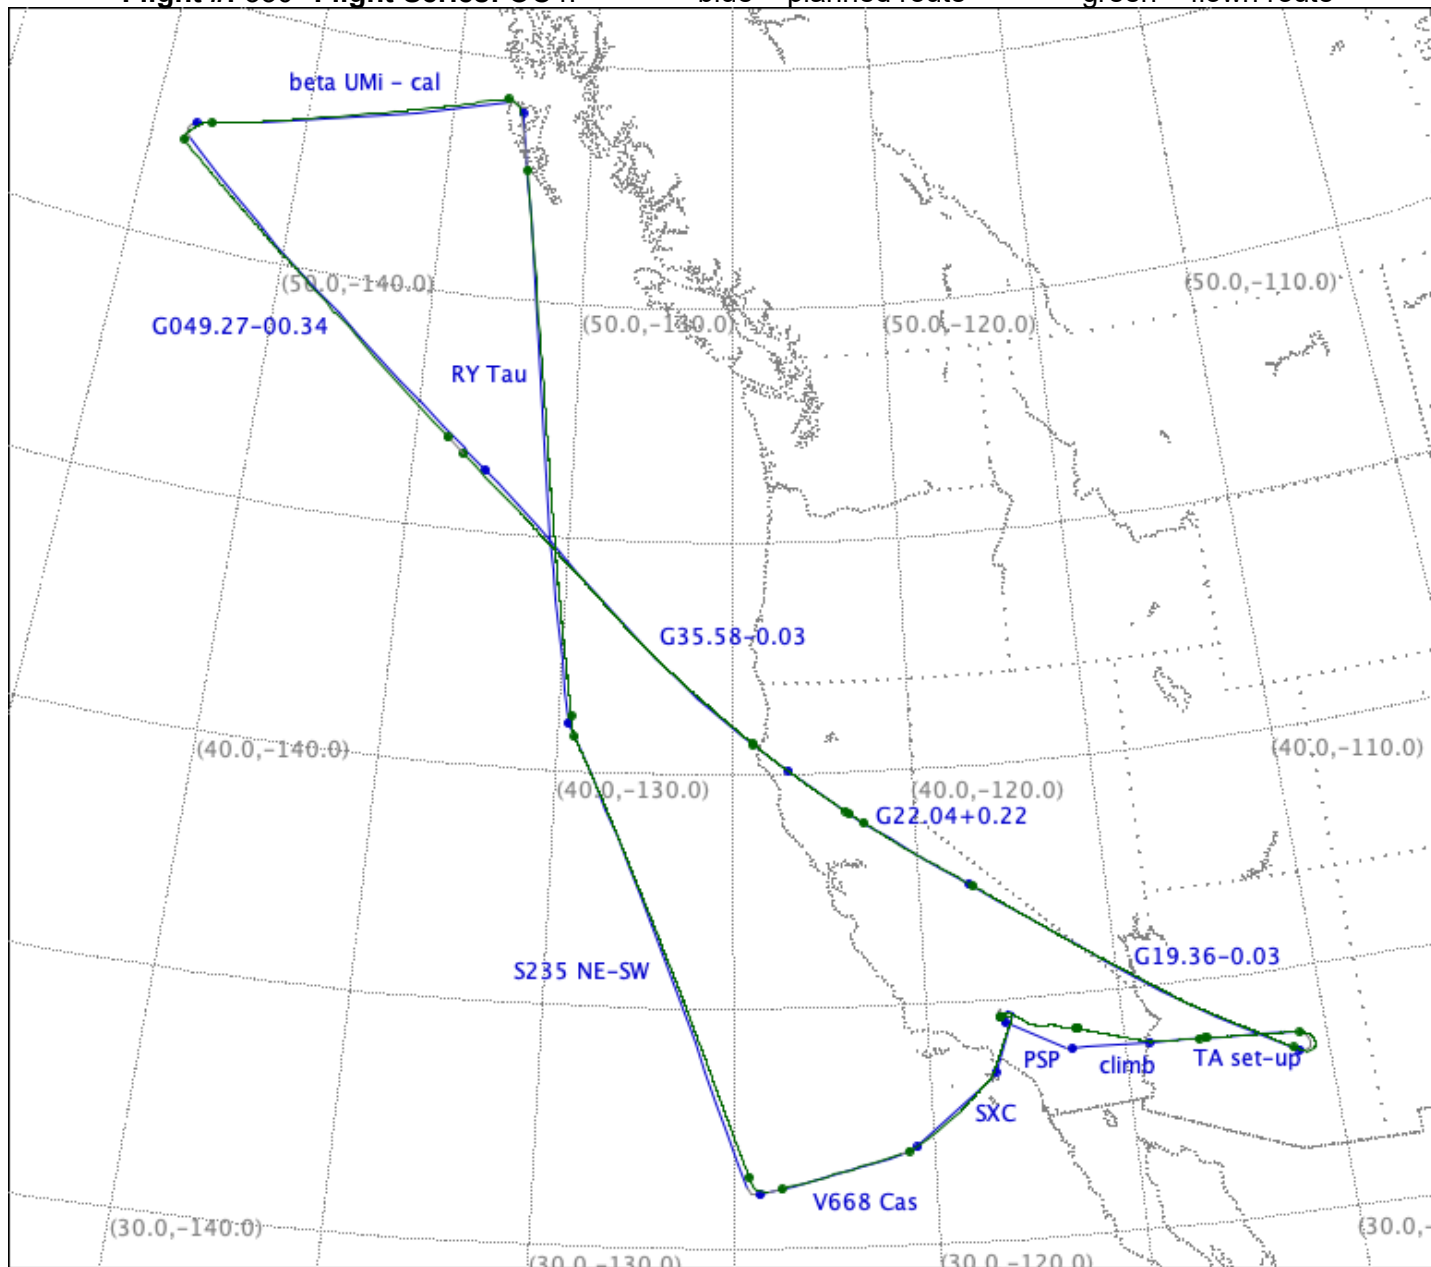 beta UMi - cal
(50.0,-140.0)
(50.0,-110.0)
G049.27-00.34
(50.0,-130.0)
(50.0,-120.0)
RY Tau
G35.58-0.03
(40.0,-140.0)
(40.0,-110.0)
(40.0,-130.0)
(40.0,-120.0)
G22.04+0.22
S235 NE-SW
G19.36-0.03
PSP
climb
TA set-up
SXC
V668 Cas
(30.0,-140.0)
(30.0,-
(30.0,-130.0)
(30.0,-120.0)